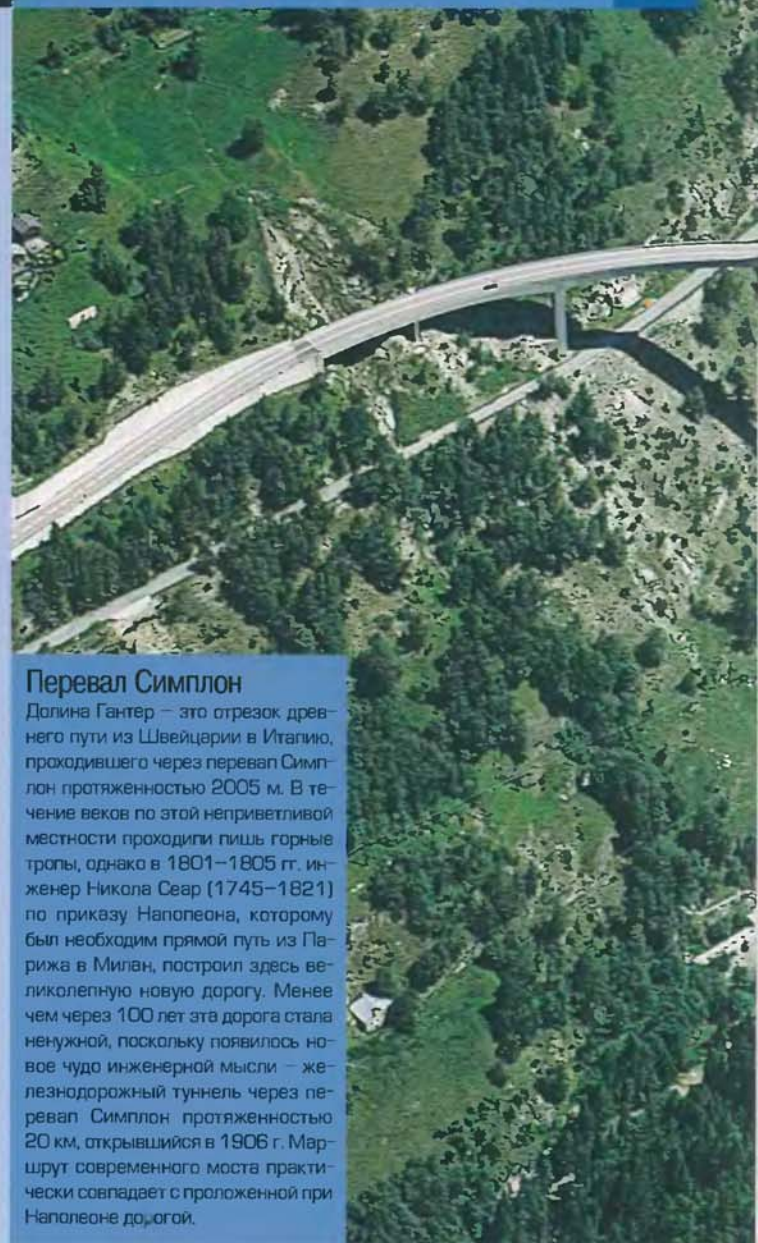 Перевал Симплон
Долина Гантер – это отрезок древ-
него пути из Швейцарии в Италию,
проходившего через перевал Симп-
лон протяженностью 2005 м. В те-
чение веков по этой неприветливой
местности проходили лишь горные
тропы, однако в 1801–1805 гг. ин-
женер Никола Сеар (1745–1821)
по приказу Наполеона, которому
был необходим прямой путь из Па-
рижа в Милан, построил здесь ве-
ликолепную новую дорогу. Менее
чем через 100 лет эта дорога стала
ненужной, поскольку появилось но-
вое чудо инженерной мысли – же-
лезнодорожный туннель через пе-
ревал Симплон протяженностью
20 км, открывшийся в 1906 г. Мар-
шрут современного моста практи-
чески совпадает с проложенной при
Наполеоне дорогой.